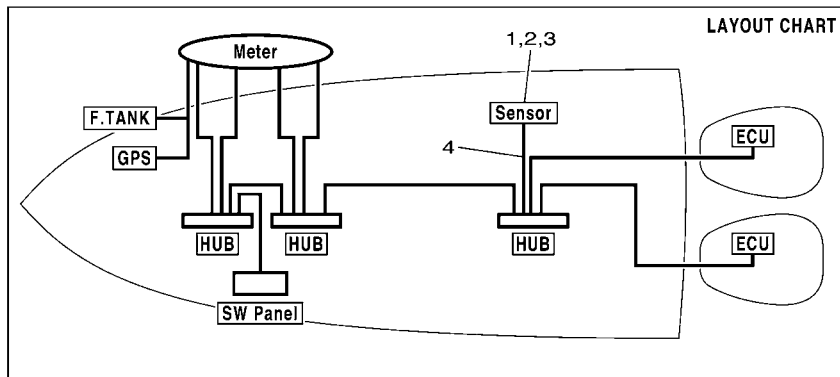 LAYOUT CHART
Meter
1,2,3
F.TANK
Sensor
ECU
GPS
4
HUB
HUB
HUB
ECU
SW Panel